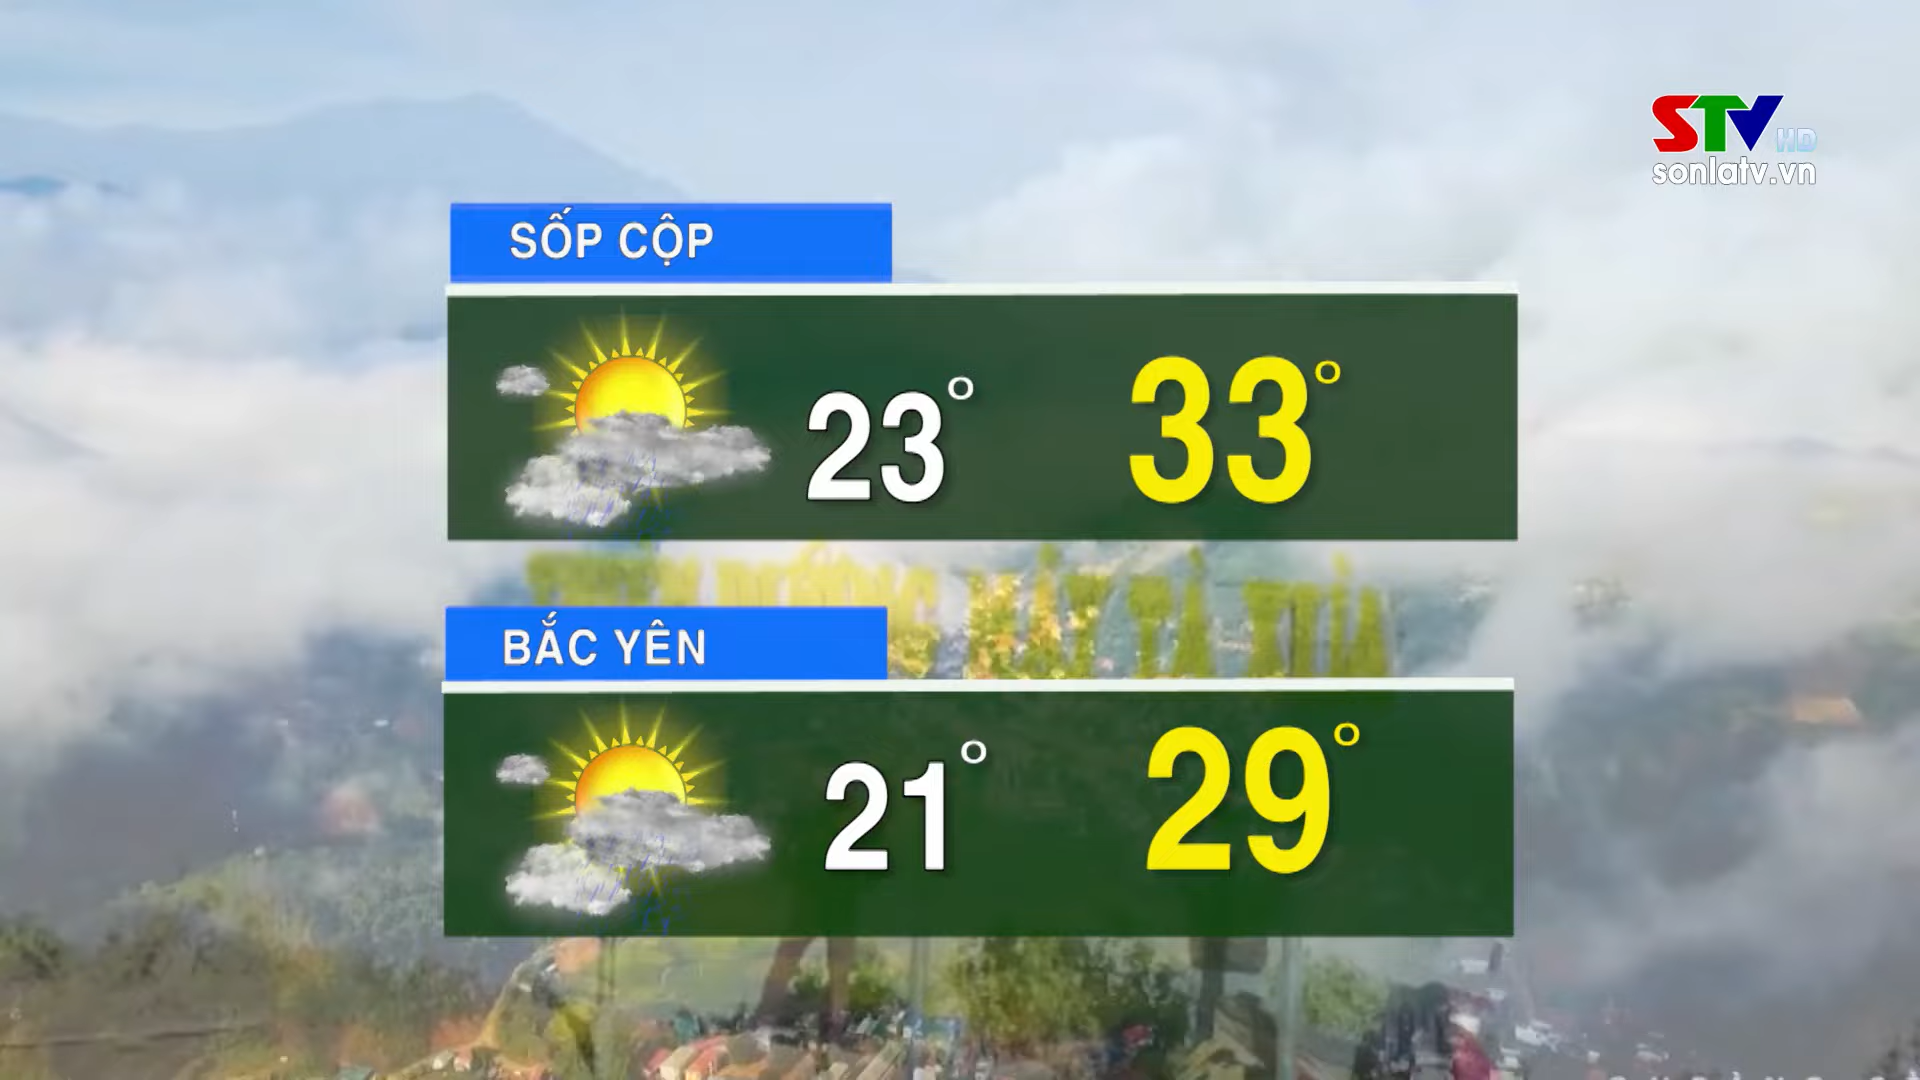 STV HD
sonlatv.vn
SỐP CỘP
23° 33°
BẮC YÊN
21° 29°